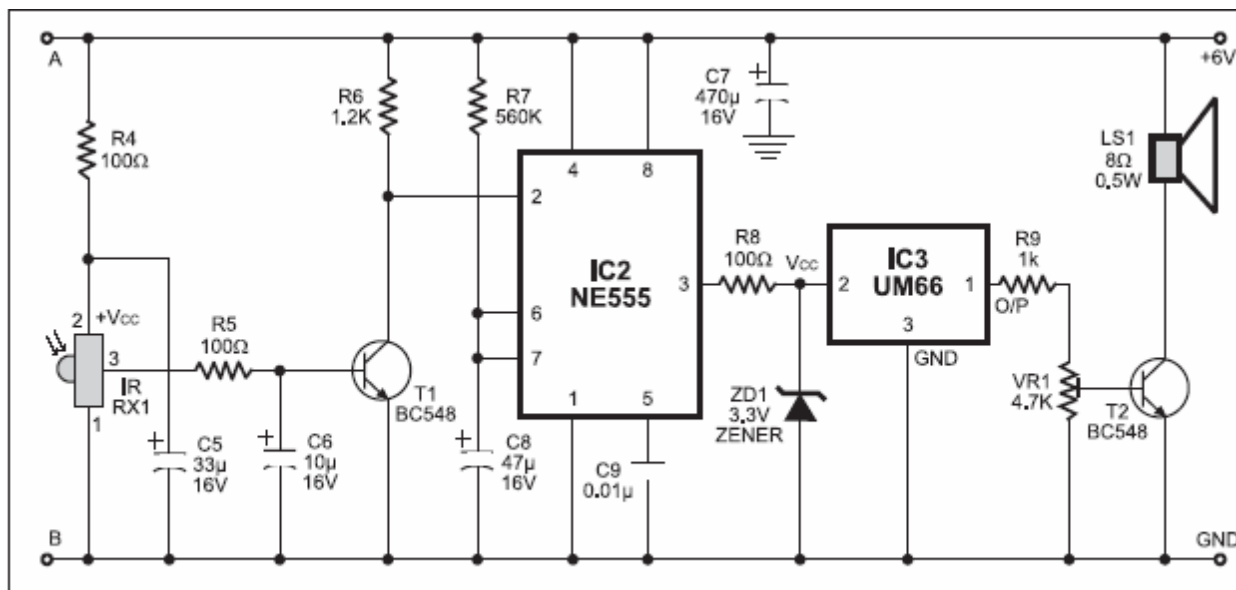 A
+6V
R4
100Ω
R6
1.2K
R7
560K
C7
+
470µ
16V
LS1
8Ω
0.5W
4
8
2
IC2
NE555
3
6
7
1
5
R8
100Ω
Vcc
2
IC3
UM66
1
3
GND
R9
1k
O/P
2
+Vcc
3
IR
RX1
1
R5
100Ω
T1
BC548
+
C5
33µ
16V
+
C6
10µ
16V
+
C8
47µ
16V
C9
0.01µ
ZD1
3.3V
ZENER
VR1
4.7K
T2
BC548
B
GND